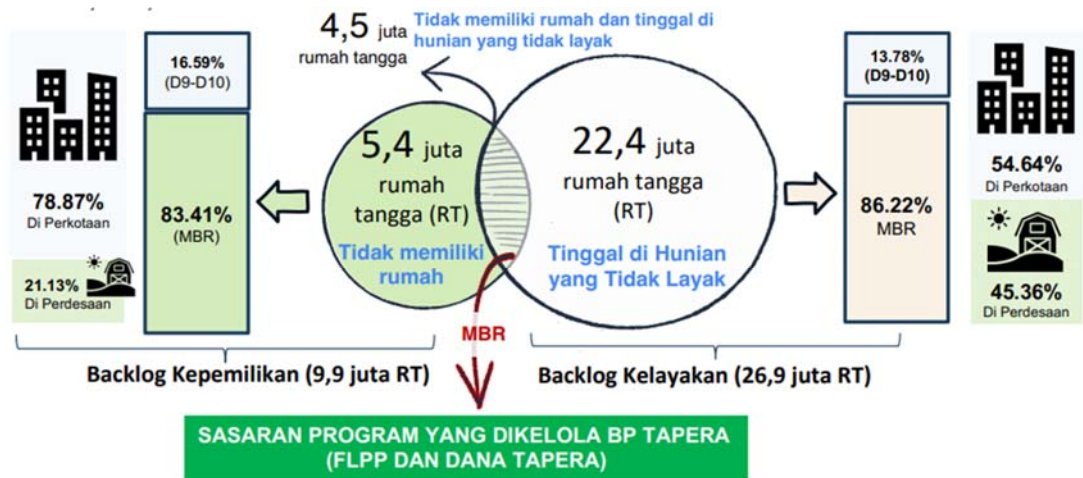 16.59%
(D9-D10)
78.87%
Di Perkotaan
21.13%
Di Perdesaan
83.41%
(MBR)
4,5 juta
rumah tangga
Tidak memiliki rumah dan tinggal di
hunian yang tidak layak
5,4 juta
rumah
tangga (RT)
Tidak memiliki
rumah
22,4 juta
rumah tangga
(RT)
Tinggal di Hunian
yang Tidak Layak
13.78%
(D9-D10)
86.22%
MBR
54.64%
Di Perkotaan
45.36%
Di Perdesaan
MBR
Backlog Kepemilikan (9,9 juta RT)
Backlog Kelayakan (26,9 juta RT)
SASARAN PROGRAM YANG DIKELOLA BP TAPERA
(FLPP DAN DANA TAPERA)